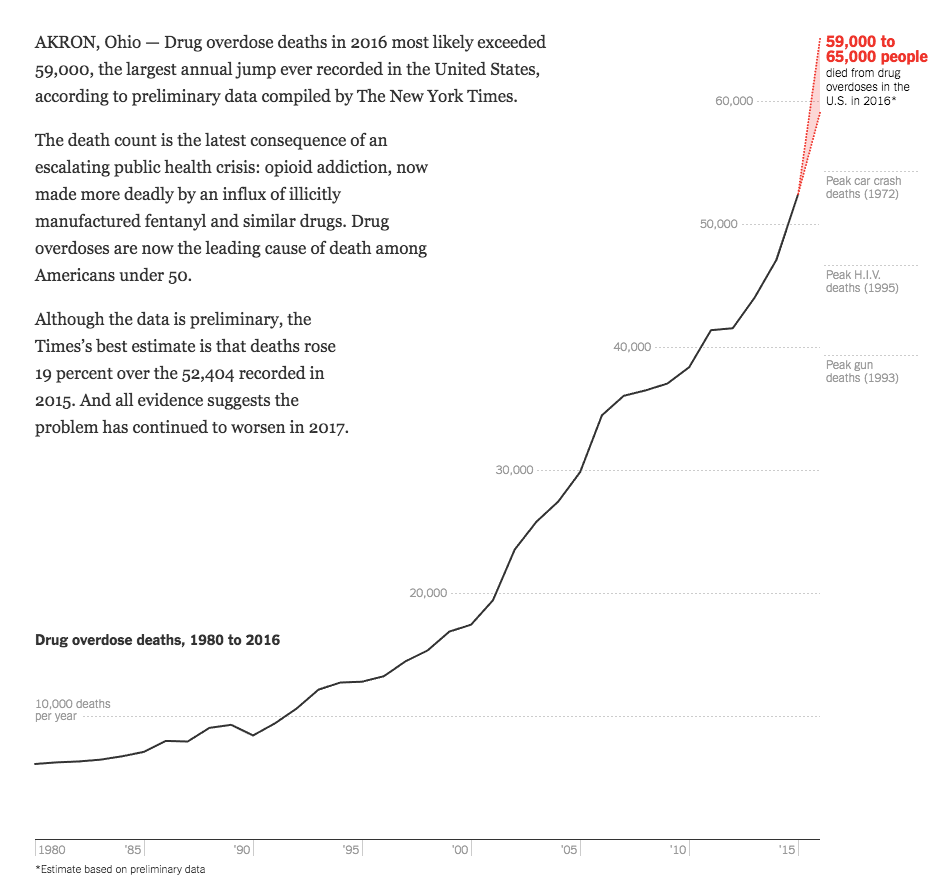 AKRON, Ohio — Drug overdose deaths in 2016 most likely exceeded
59,000, the largest annual jump ever recorded in the United States,
according to preliminary data compiled by The New York Times.
The death count is the latest consequence of an
escalating public health crisis: opioid addiction, now
made more deadly by an influx of illicitly
manufactured fentanyl and similar drugs. Drug
overdoses are now the leading cause of death among
Americans under 50.
Although the data is preliminary, the
Times’s best estimate is that deaths rose
19 percent over the 52,404 recorded in
2015. And all evidence suggests the
problem has continued to worsen in 2017.
59,000 to
65,000 people
died from drug
overdoses in the
U.S. in 2016*
60,000
Peak car crash
deaths (1972)
50,000
Peak H.I.V.
deaths (1995)
40,000
Peak gun
deaths (1993)
30,000
20,000
Drug overdose deaths, 1980 to 2016
10,000 deaths
per year
1980 '85 '90 '95 '00 '05 '10 '15
*Estimate based on preliminary data